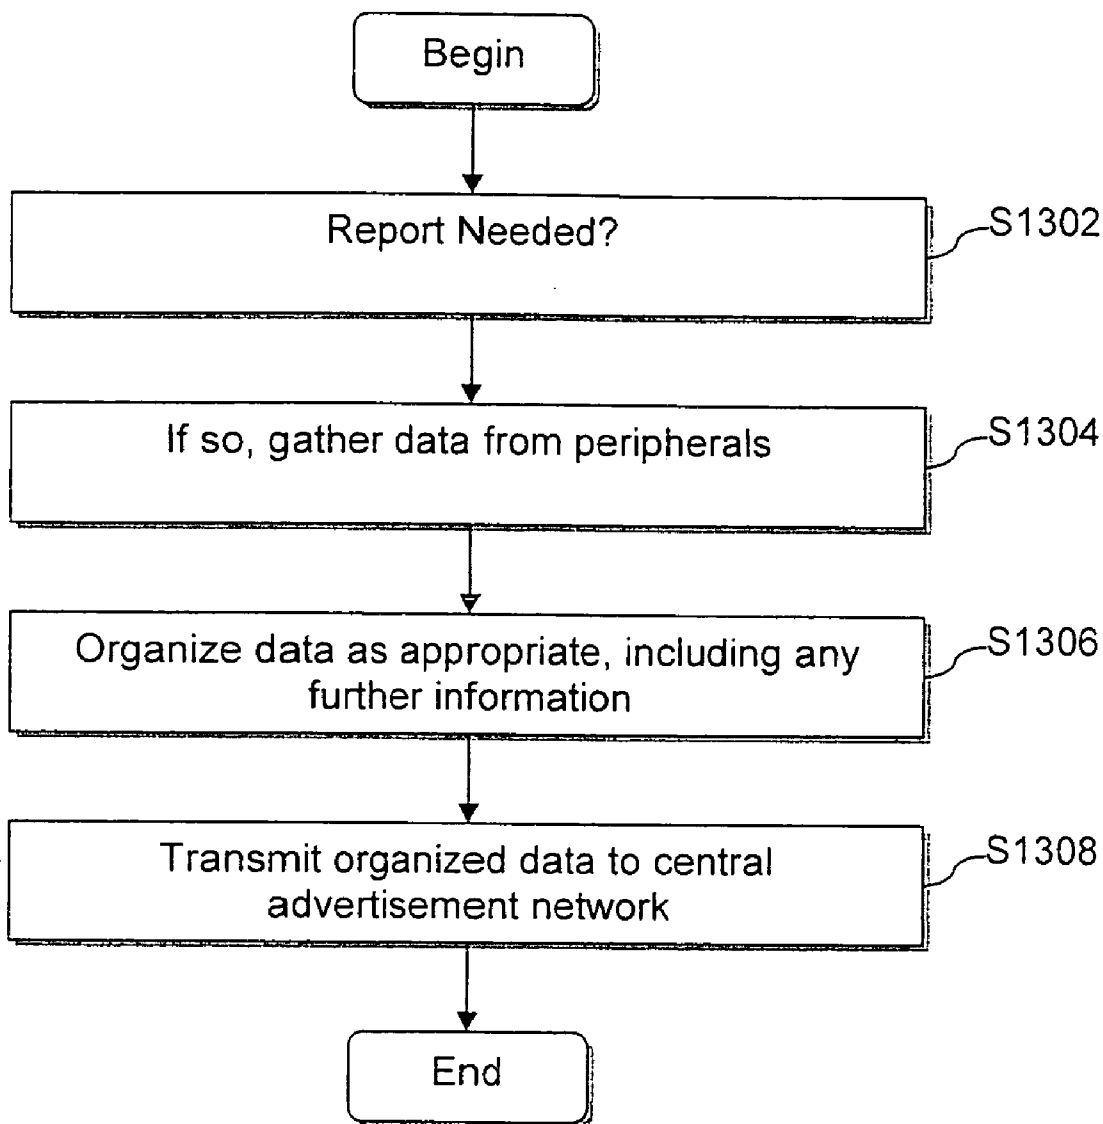 Begin
Report Needed?
S1302
If so, gather data from peripherals
S1304
Organize data as appropriate, including any
further information
S1306
Transmit organized data to central
advertisement network
S1308
End